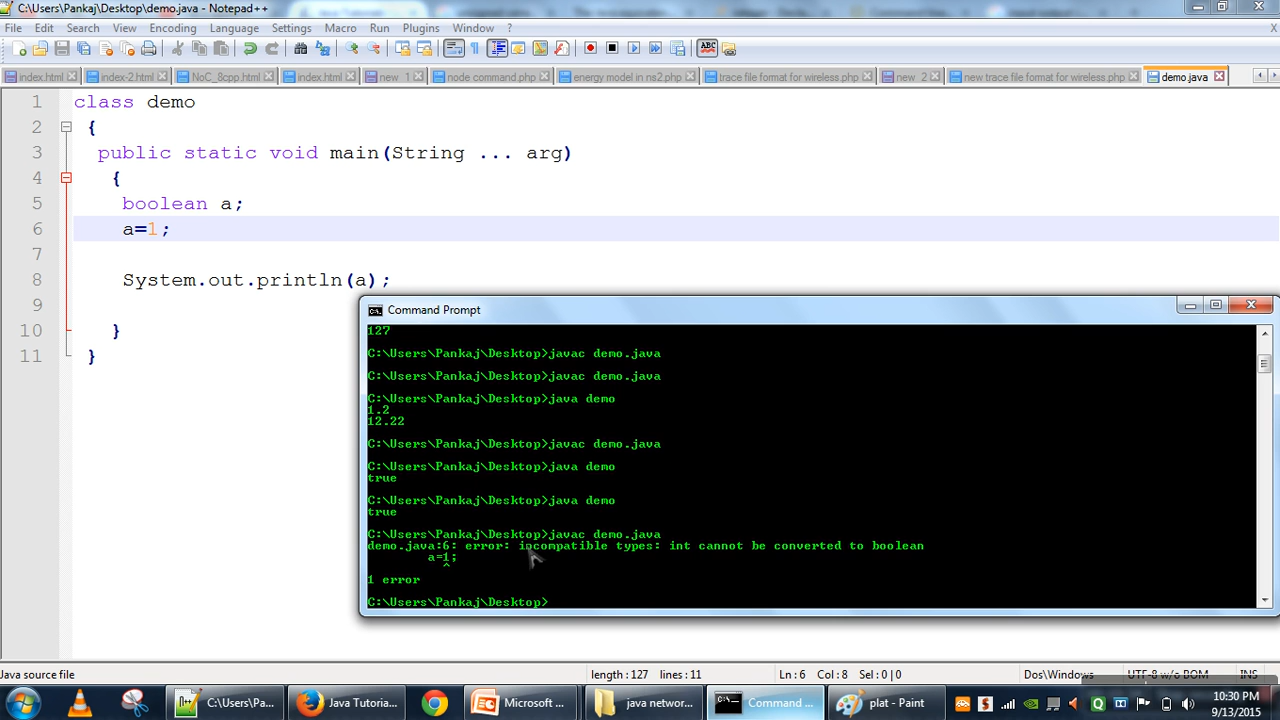 C:\Users\Pankaj\Desktop\demo.java - Notepad++
File Edit Search View Encoding Language Settings Macro Run Plugins Window ? X
index.html index-2.html NoC_8cpp.html index.html new 1 node command.php energy model in ns2.php trace file format for wireless.php new 2 new trace file format for wireless.php demo.java
1 class demo
2 {
3 public static void main(String ... arg)
4 {
5 boolean a;
6 a=1;
7
8 System.out.println(a);
9
10 }
11 }
Command Prompt
127
C:\Users\Pankaj\Desktop>javac demo.java
C:\Users\Pankaj\Desktop>javac demo.java
C:\Users\Pankaj\Desktop>java demo
1.2
12.22
C:\Users\Pankaj\Desktop>javac demo.java
C:\Users\Pankaj\Desktop>java demo
true
C:\Users\Pankaj\Desktop>java demo
true
C:\Users\Pankaj\Desktop>javac demo.java
demo.java:6: error: incompatible types: int cannot be converted to boolean
a=1;
^
1 error
C:\Users\Pankaj\Desktop>
Java source file length : 127 lines : 11 Ln : 6 Col : 8 Sel : 0 | 0 Dos\Windows UTF-8 w/o BOM INS
C:\Users\Pa... Java Tutoria... Microsoft ... java networ... Command ... plat - Paint 10:30 PM
9/13/2015